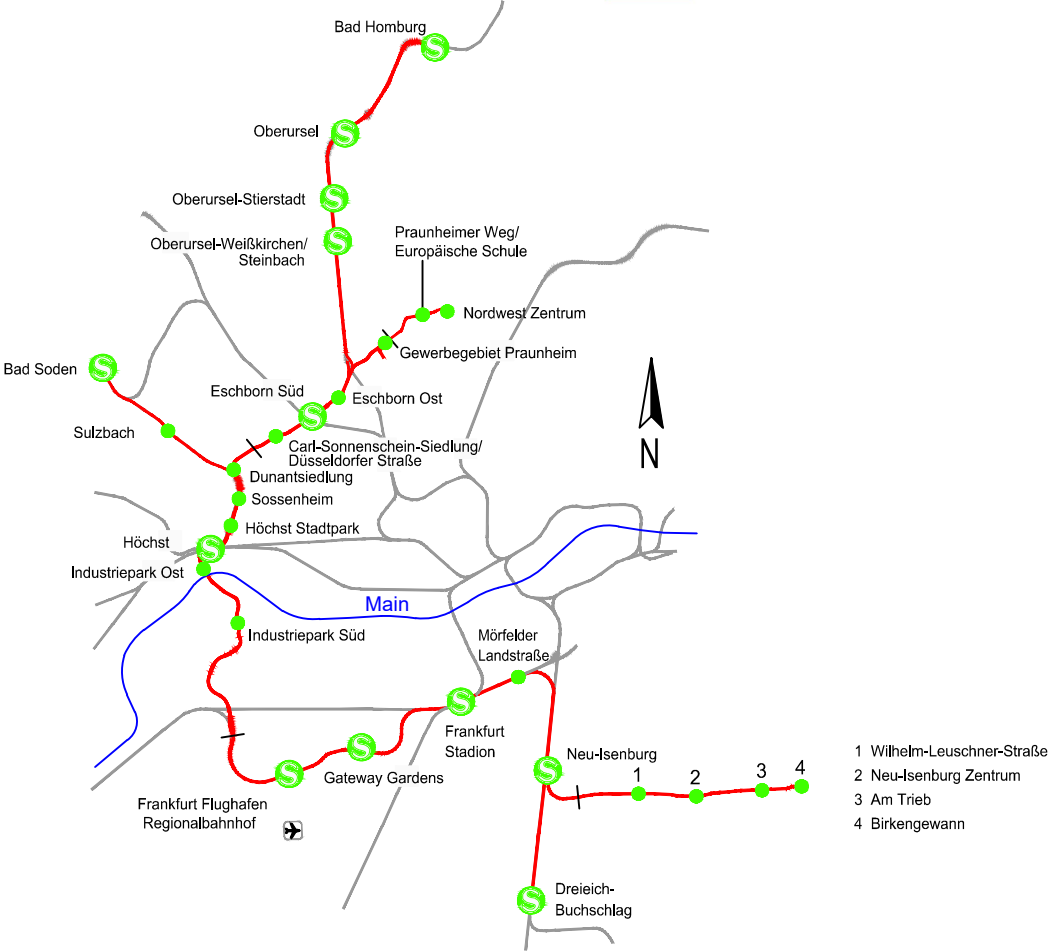 Bad Homburg
Oberursel
Oberursel-Stierstadt
Oberursel-Weißkirchen/
Steinbach
Praunheimer Weg/
Europäische Schule
Nordwest Zentrum
Gewerbegebiet Praunheim
Bad Soden
Eschborn Süd
Eschborn Ost
Sulzbach
Carl-Sonnenschein-Siedlung/
Düsseldorfer Straße
Dunantsiedlung
N
Sossenheim
Höchst Stadtpark
Höchst
Industriepark Ost
Main
Industriepark Süd
Mörfelder
Landstraße
Frankfurt
Stadion
Neu-Isenburg
Gateway Gardens
Frankfurt Flughafen
Regionalbahnhof
1 2 3 4
1 Wilhelm-Leuschner-Straße
2 Neu-Isenburg Zentrum
3 Am Trieb
4 Birkengewann
Dreieich-
Buchschlag
S
S
S
S
S
S
S
S
S
S
S
S